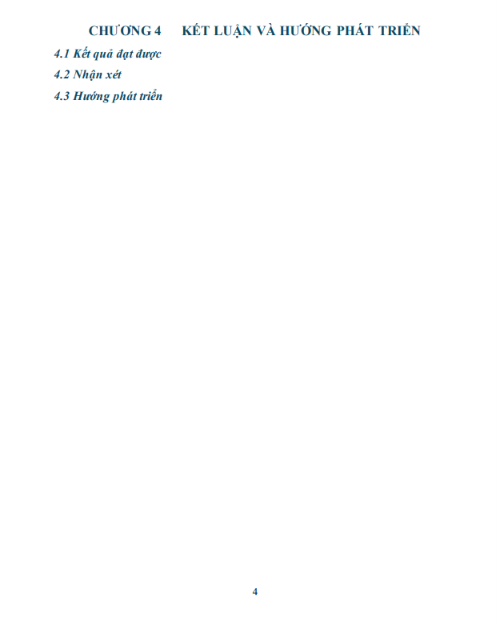 CHƯƠNG 4 KẾT LUẬN VÀ HƯỚNG PHÁT TRIỂN
4.1 Kết quả đạt được
4.2 Nhận xét
4.3 Hướng phát triển
4